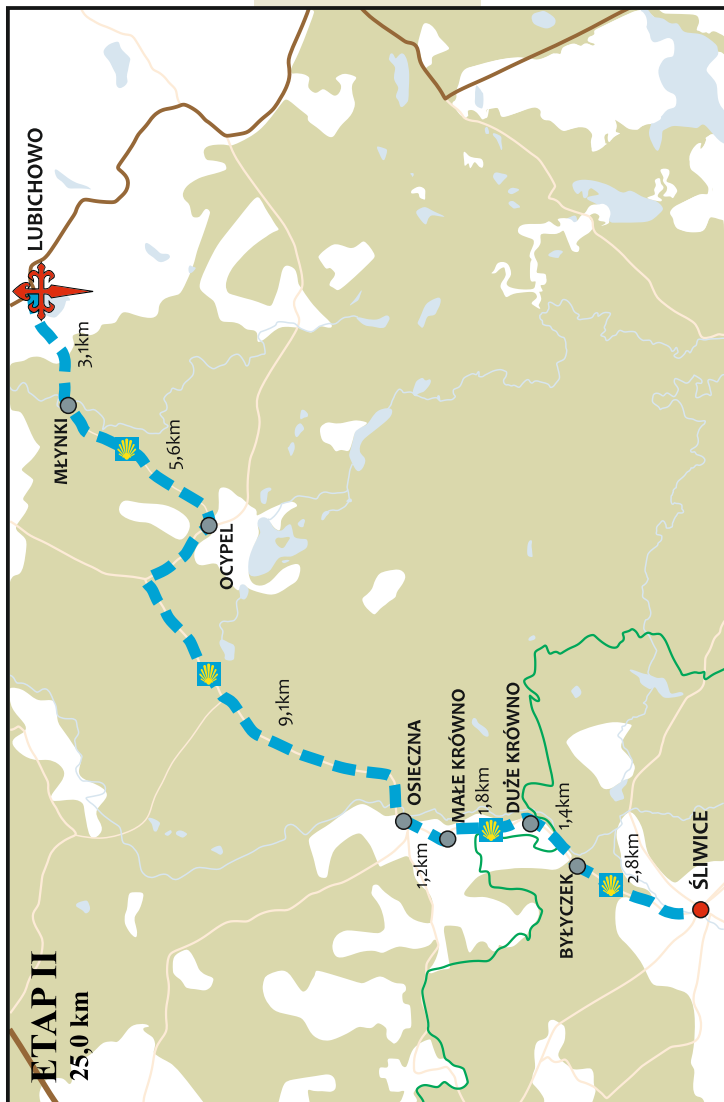 ETAP II
25,0 km
LUBICHOWO
3,1km
MŁYNKI
5,6km
OCYPEL
9,1km
OSIECZNA
1,2km
MAŁE KRÓWNO
1,8km
DUŻE KRÓWNO
1,4km
BYŁYCZEK
2,8km
ŚLIWICE